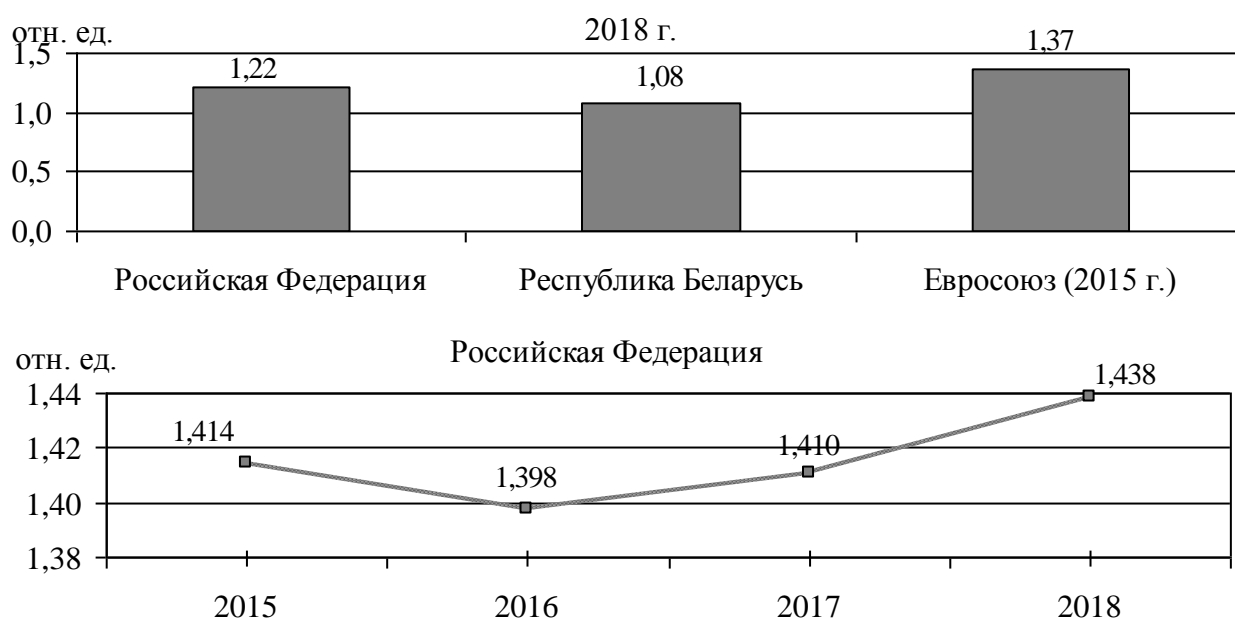 отн. ед.
2018 г.
1,5
1,22
1,08
1,37
1,0
0,5
0,0
Российская Федерация
Республика Беларусь
Евросоюз (2015 г.)
отн. ед.
Российская Федерация
1,44
1,438
1,414
1,42
1,410
1,398
1,40
1,38
2015
2016
2017
2018